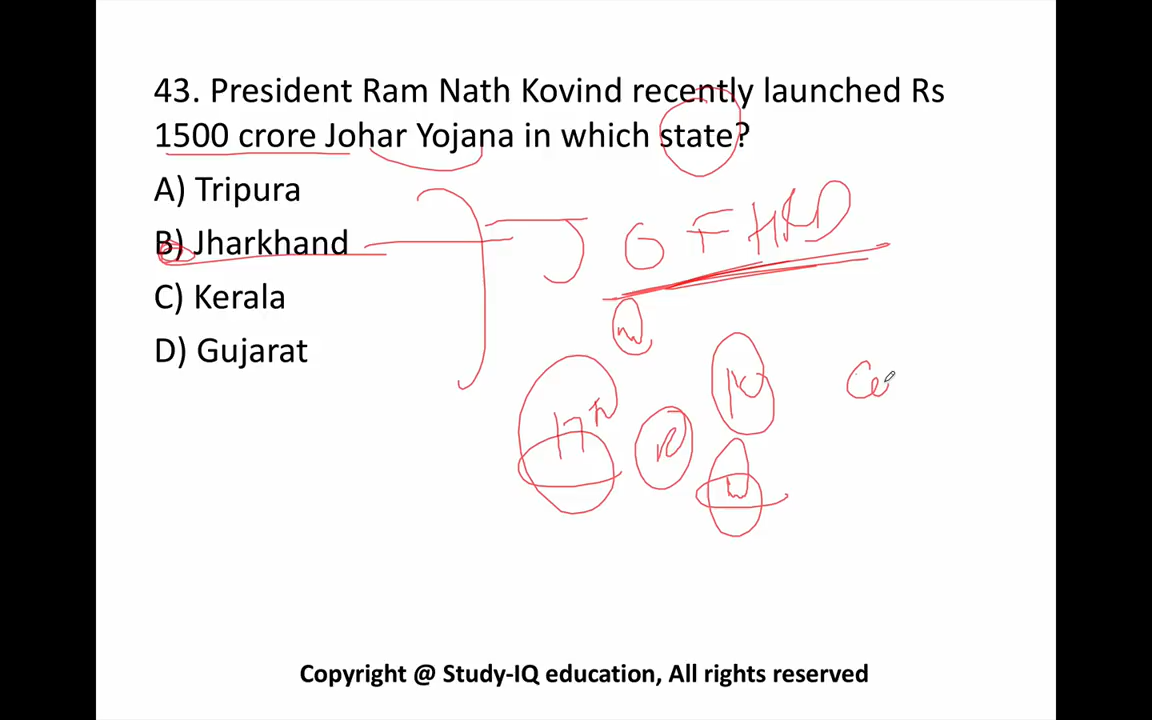 43. President Ram Nath Kovind recently launched Rs
1500 crore Johar Yojana in which state?
A) Tripura
B) Jharkhand
C) Kerala
D) Gujarat
17th
Copyright @ Study-IQ education, All rights reserved